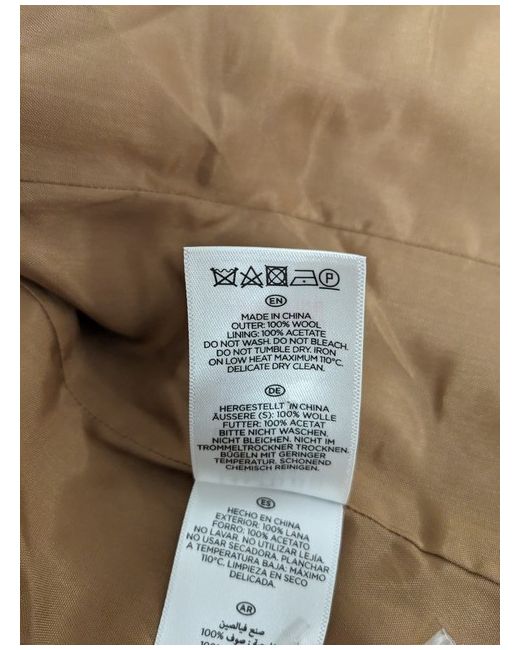 EN
MADE IN CHINA
OUTER: 100% WOOL
LINING: 100% ACETATE
DO NOT WASH. DO NOT BLEACH.
DO NOT TUMBLE DRY. IRON
ON LOW HEAT MAXIMUM 110°C.
DELICATE DRY CLEAN.
DE
HERGESTELLT IN CHINA
ÄUSSERE (S): 100% WOLLE
FUTTER: 100% ACETAT
BITTE NICHT WASCHEN.
NICHT BLEICHEN. NICHT IM
TROMMELTROCKNER TROCKNEN.
BÜGELN MIT GERINGER
TEMPERATUR. SCHONEND
CHEMISCH REINIGEN.
ES
HECHO EN CHINA
EXTERIOR: 100% LANA
FORRO: 100% ACETATO
NO LAVAR. NO UTILIZAR LEJÍA.
NO USAR SECADORA. PLANCHAR
A TEMPERATURA BAJA: MÁXIMO
110°C. LIMPIEZA EN SECO
DELICADA.
AR
صنع فيالصين
صوف 100%
100%